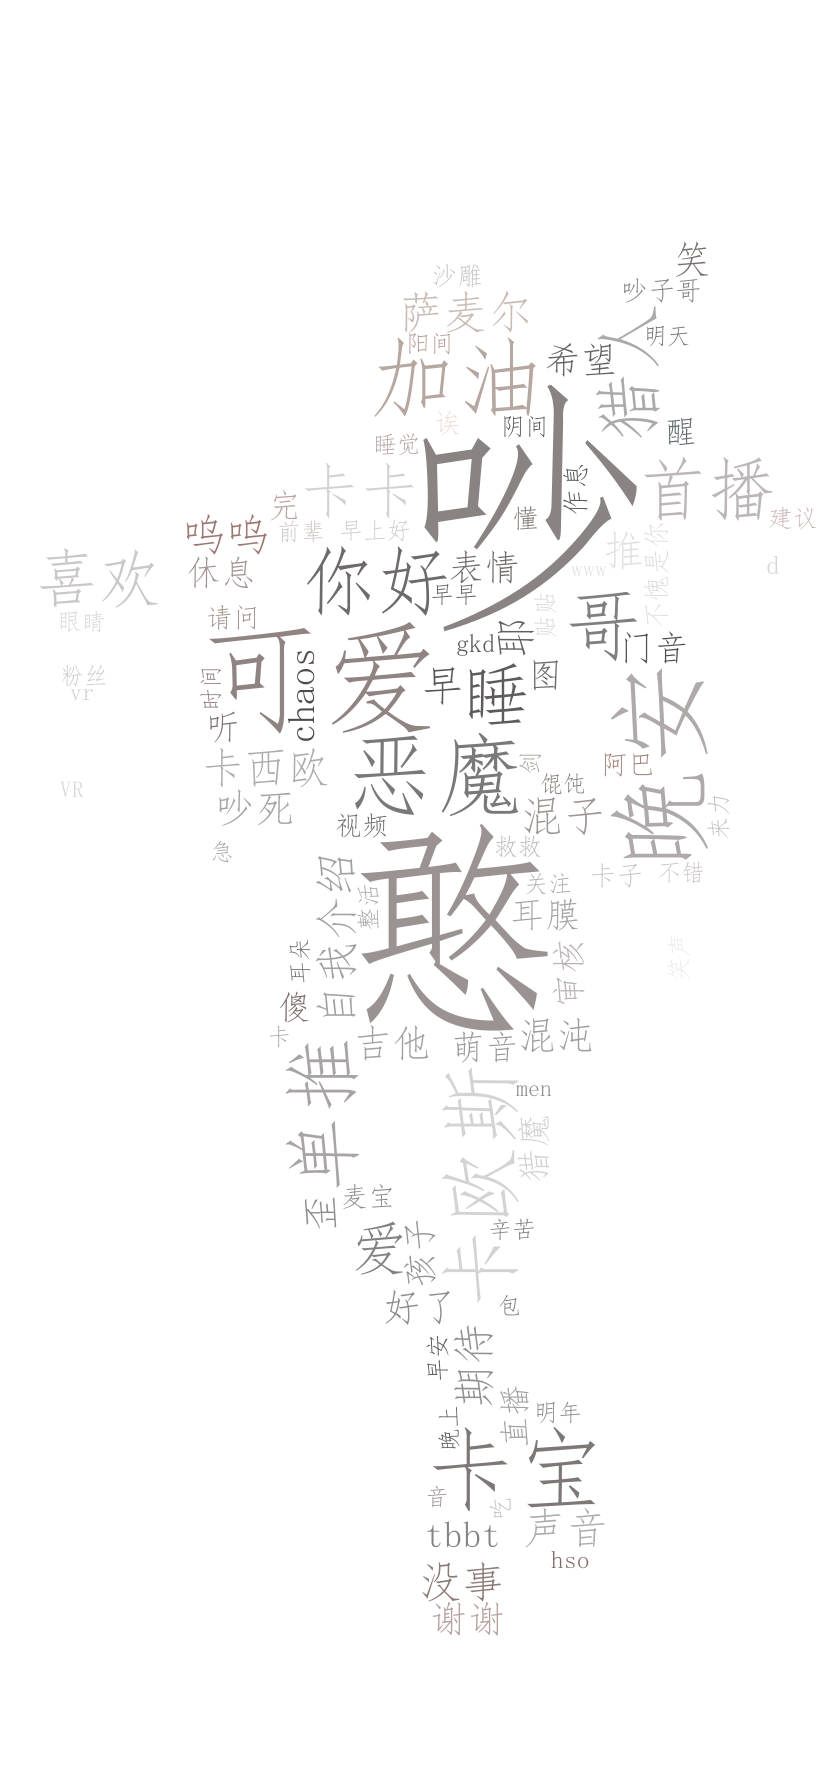 笑
沙雕
吵子哥
萨麦尔
猎人
明天
阳间
加油
希望
吵
诶
阴间
醒
睡觉
卡卡
首播
作息
完
懂
建议
呜呜
前辈
早上好
推
不愧是你
喜欢
休息
你好
表情
www
d
早早
贴贴
眼睛
请问
哥
可爱
gkd
耶
门音
粉丝
vr
时间
chaos
早
睡
图
晚安
听
恶魔
卡西欧
剑
阿巴
VR
吵死
馄饨
混子
来力
视频
憨
急
救救
自我介绍
整活
关注
卡子
不错
耳膜
耳朵
审核
笑声
傻
卡
吉他
萌音
混沌
歪
单推
卡欧斯
men
猎魔
麦宝
爱
孩子
辛苦
好了
包
早安
期待
晚上
直播
明年
卡宝
音
吃
tbbt
声音
hso
没事
谢谢